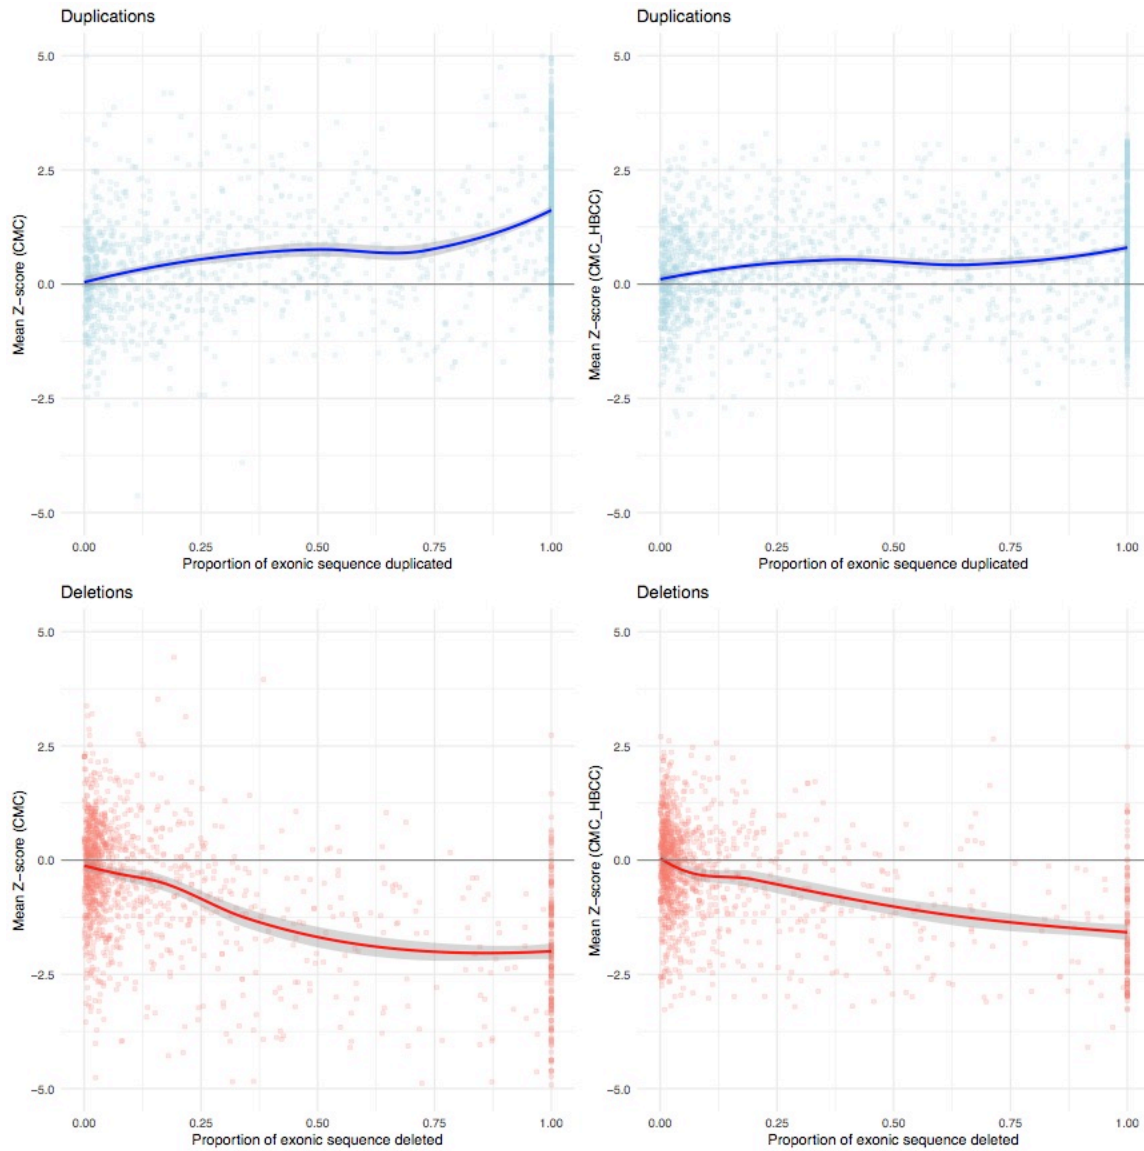 Duplications
5.0
2.5
0.0
−2.5
−5.0
Mean Z−score (CMC)
0.00 0.25 0.50 0.75 1.00
Proportion of exonic sequence duplicated
Duplications
5.0
2.5
0.0
−2.5
−5.0
Mean Z−score (CMC_HBCC)
0.00 0.25 0.50 0.75 1.00
Proportion of exonic sequence duplicated
Deletions
5.0
2.5
0.0
−2.5
−5.0
Mean Z−score (CMC)
0.00 0.25 0.50 0.75 1.00
Proportion of exonic sequence deleted
Deletions
5.0
2.5
0.0
−2.5
−5.0
Mean Z−score (CMC_HBCC)
0.00 0.25 0.50 0.75 1.00
Proportion of exonic sequence deleted